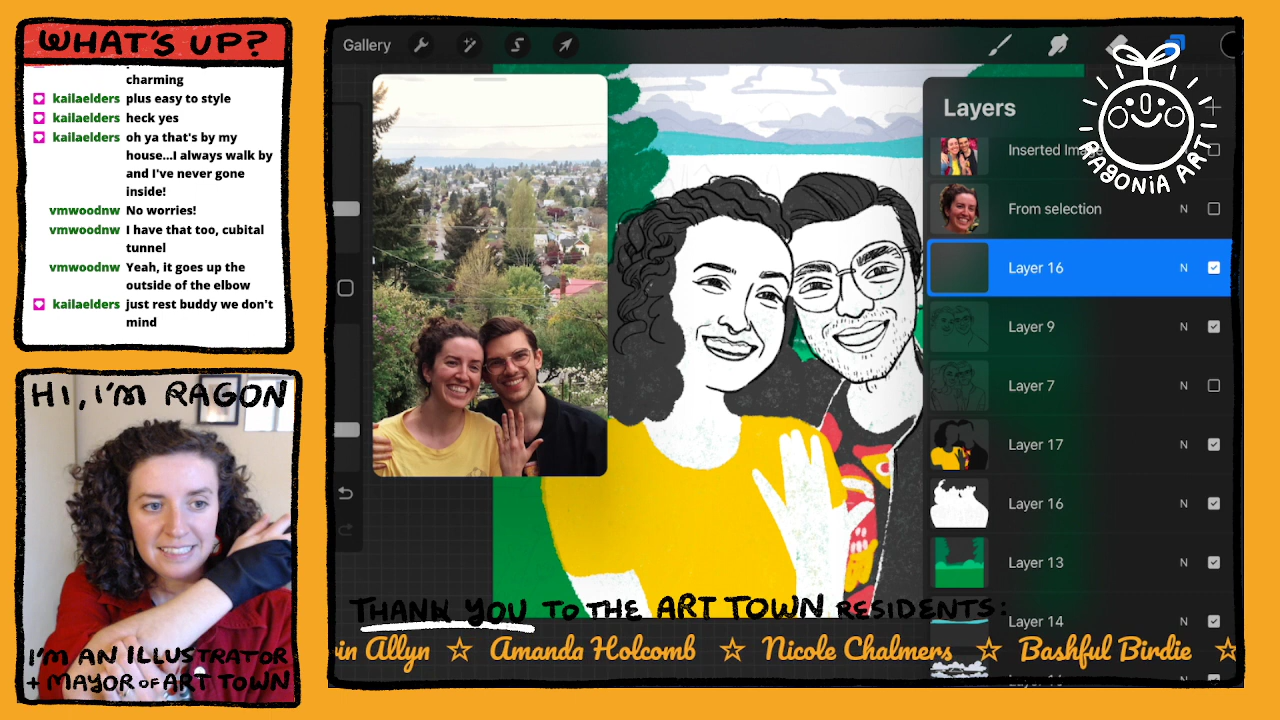 WHAT'S UP?
charming
kailaelders plus easy to style
kailaelders heck yes
kailaelders oh ya that's by my
house...I always walk by
and I've never gone
inside!
vmwoodnw No worries!
vmwoodnw I have that too, cubital
tunnel
vmwoodnw Yeah, it goes up the
outside of the elbow
kailaelders just rest buddy we don't
mind
HI, I'M RAGON
I'M AN ILLUSTRATOR
+ MAYOR OF ART TOWN
Gallery
Layers
Inserted Image
From selection N
Layer 16 N
Layer 9 N
Layer 7 N
Layer 17 N
Layer 16 N
Layer 13 N
Layer 14 N
RAGONIA ART
THANK YOU TO THE ART TOWN RESIDENTS:
in Allyn ☆ Amanda Holcomb ☆ Nicole Chalmers ☆ Bashful Birdie ☆